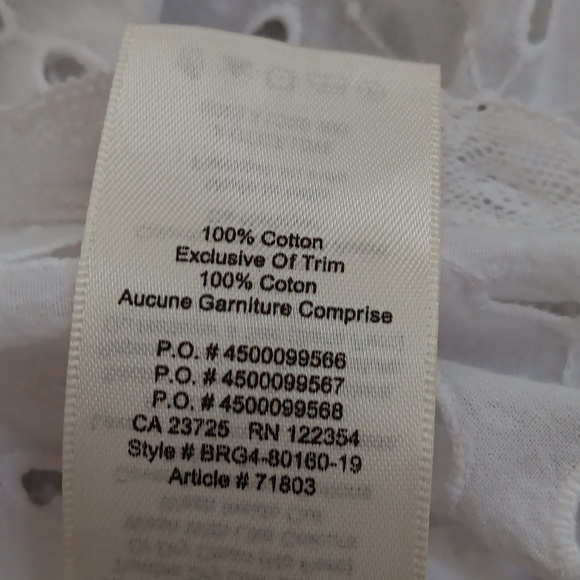 100% Cotton
Exclusive Of Trim
100% Coton
Aucune Garniture Comprise
P.O. # 4500099566
P.O. # 4500099567
P.O. # 4500099568
CA 23725 RN 122354
Style # BRG4-80160-19
Article # 71803